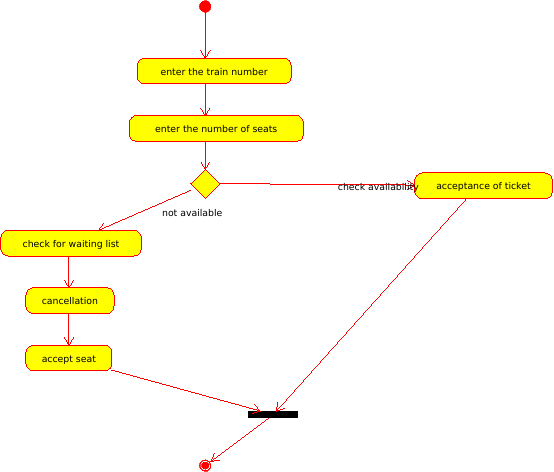 enter the train number
enter the number of seats
check availability
acceptance of ticket
not available
check for waiting list
cancellation
accept seat